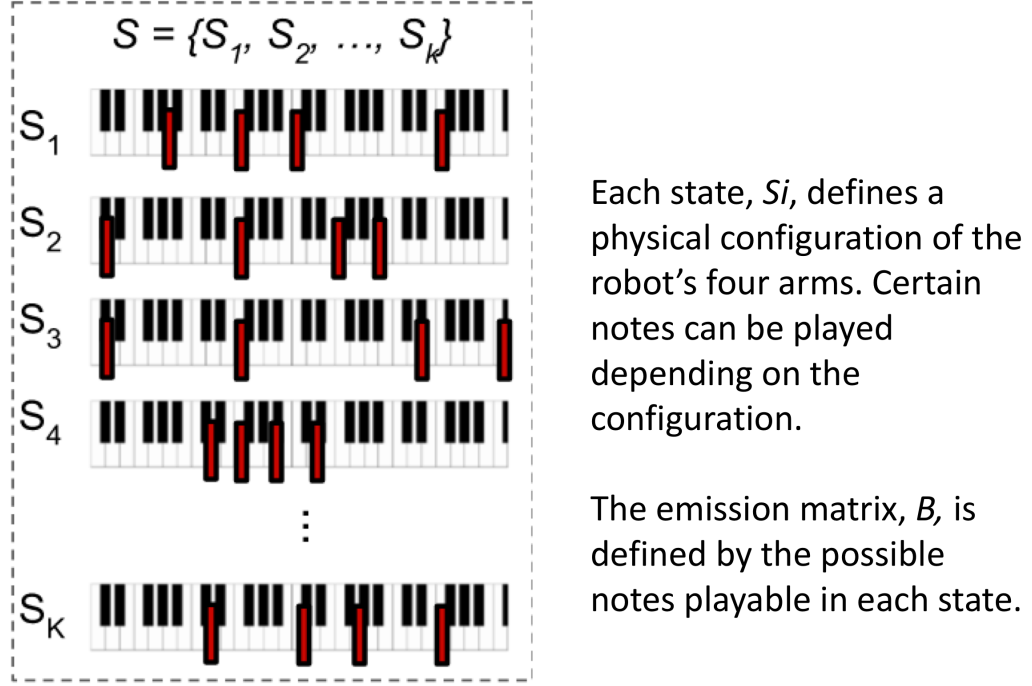 S = {S1, S2, ..., Sk}
S1
S2
S3
S4
⋮
SK
Each state, Si, defines a
physical configuration of the
robot’s four arms. Certain
notes can be played
depending on the
configuration.
The emission matrix, B, is
defined by the possible
notes playable in each state.